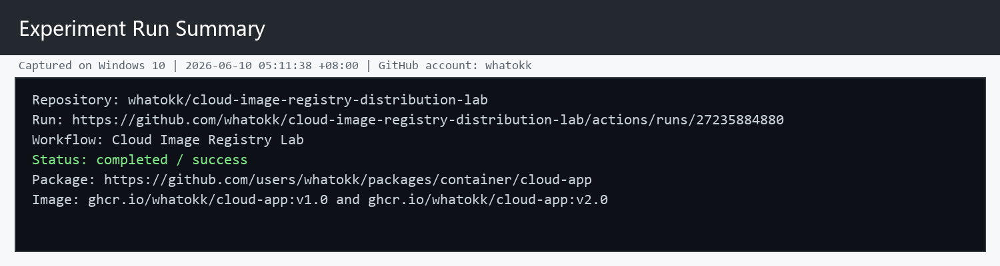 Experiment Run Summary
Captured on Windows 10 | 2026-06-10 05:11:38 +08:00 | GitHub account: whatokk
Repository: whatokk/cloud-image-registry-distribution-lab
Run: https://github.com/whatokk/cloud-image-registry-distribution-lab/actions/runs/27235884880
Workflow: Cloud Image Registry Lab
Status: completed / success
Package: https://github.com/users/whatokk/packages/container/cloud-app
Image: ghcr.io/whatokk/cloud-app:v1.0 and ghcr.io/whatokk/cloud-app:v2.0